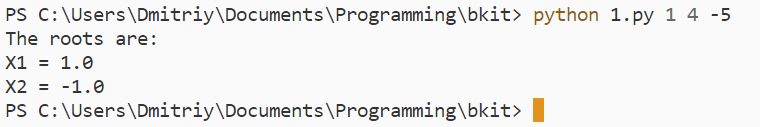 PS C:\Users\Dmitriy\Documents\Programming\bkit> python 1.py 1 4 -5
The roots are:
X1 = 1.0
X2 = -1.0
PS C:\Users\Dmitriy\Documents\Programming\bkit>